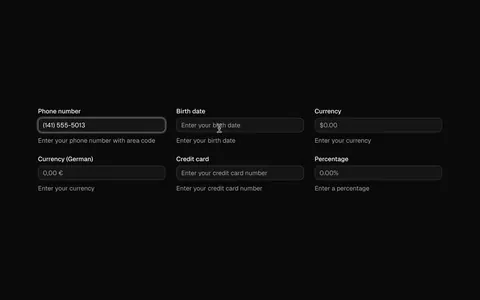 Phone number
(141) 555-5013
Enter your phone number with area code
Birth date
Enter your birth date
Enter your birth date
Currency
$0.00
Enter your currency
Currency (German)
0,00 €
Enter your currency
Credit card
Enter your credit card number
Enter your credit card number
Percentage
0.00%
Enter a percentage